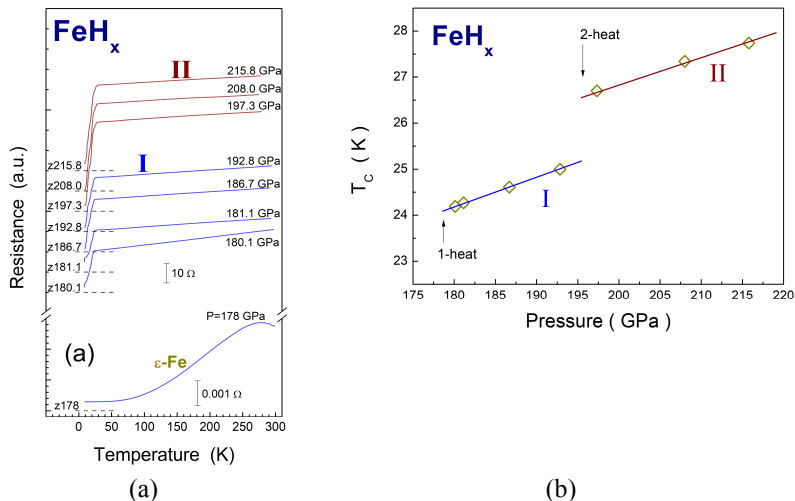 (a)
FeHx
II
215.8 GPa
208.0 GPa
197.3 GPa
I
192.8 GPa
186.7 GPa
181.1 GPa
180.1 GPa
z215.8
z208.0
z197.3
z192.8
z186.7
z181.1
z180.1
10 Ω
P=178 GPa
(a)
ε-Fe
0.001 Ω
z178
0 50 100 150 200 250 300
Temperature (K)
Resistance (a.u.)
(a)
(b)
FeHx
2-heat
II
I
1-heat
28
27
26
25
24
23
175 180 185 190 195 200 205 210 215 220
Pressure ( GPa)
TC ( K )
(b)